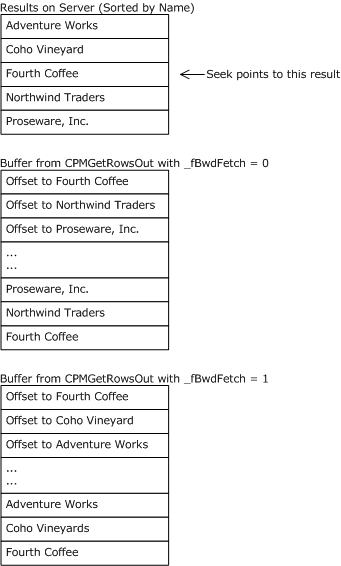 Results on Server (Sorted by Name)
Adventure Works
Coho Vineyard
Fourth Coffee
Seek points to this result
Northwind Traders
Proseware, Inc.
Buffer from CPMGetRowsOut with _fBwdFetch = 0
Offset to Fourth Coffee
Offset to Northwind Traders
Offset to Proseware, Inc.
...
...
Proseware, Inc.
Northwind Traders
Fourth Coffee
Buffer from CPMGetRowsOut with _fBwdFetch = 1
Offset to Fourth Coffee
Offset to Coho Vineyard
Offset to Adventure Works
...
...
Adventure Works
Coho Vineyards
Fourth Coffee